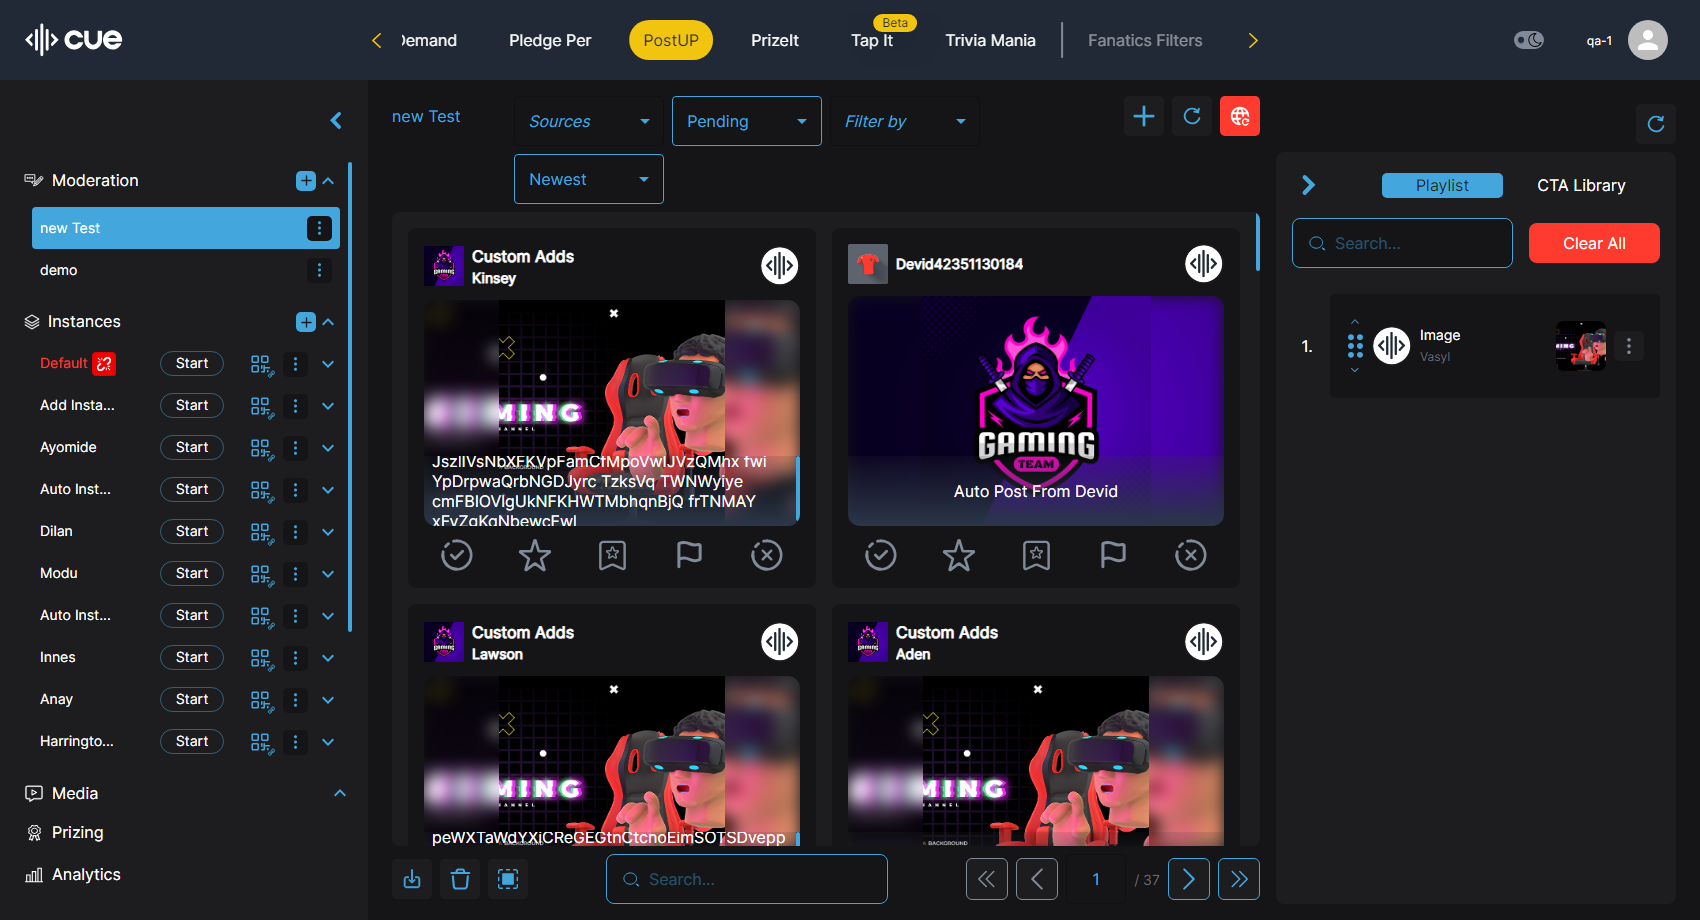 cue
Demand
Pledge Per
PostUP
PrizeIt
Beta
Tap It
Trivia Mania
Fanatics Filters
qa-1
Moderation
new Test
demo
Instances
Default
Start
Add Insta...
Start
Ayomide
Start
Auto Inst...
Start
Dilan
Start
Modu
Start
Auto Inst...
Start
Innes
Start
Anay
Start
Harringto...
Start
Media
Prizing
Analytics
new Test
Sources
Pending
Filter by
Newest
Custom Adds
Kinsey
MING
YpDrpwaQrbNGDJyrc TzksVq TWNWyiye
cmFBIOVlgUkNFKHWTMbhqnBjQ frTNMAY
Devid42351130184
GAMING
TEAM
Auto Post From Devid
Custom Adds
Lawson
MING
Custom Adds
Aden
MING
BACKGROUND
Search...
1
/ 37
Playlist
CTA Library
Search...
Clear All
1.
Image
Vasyl